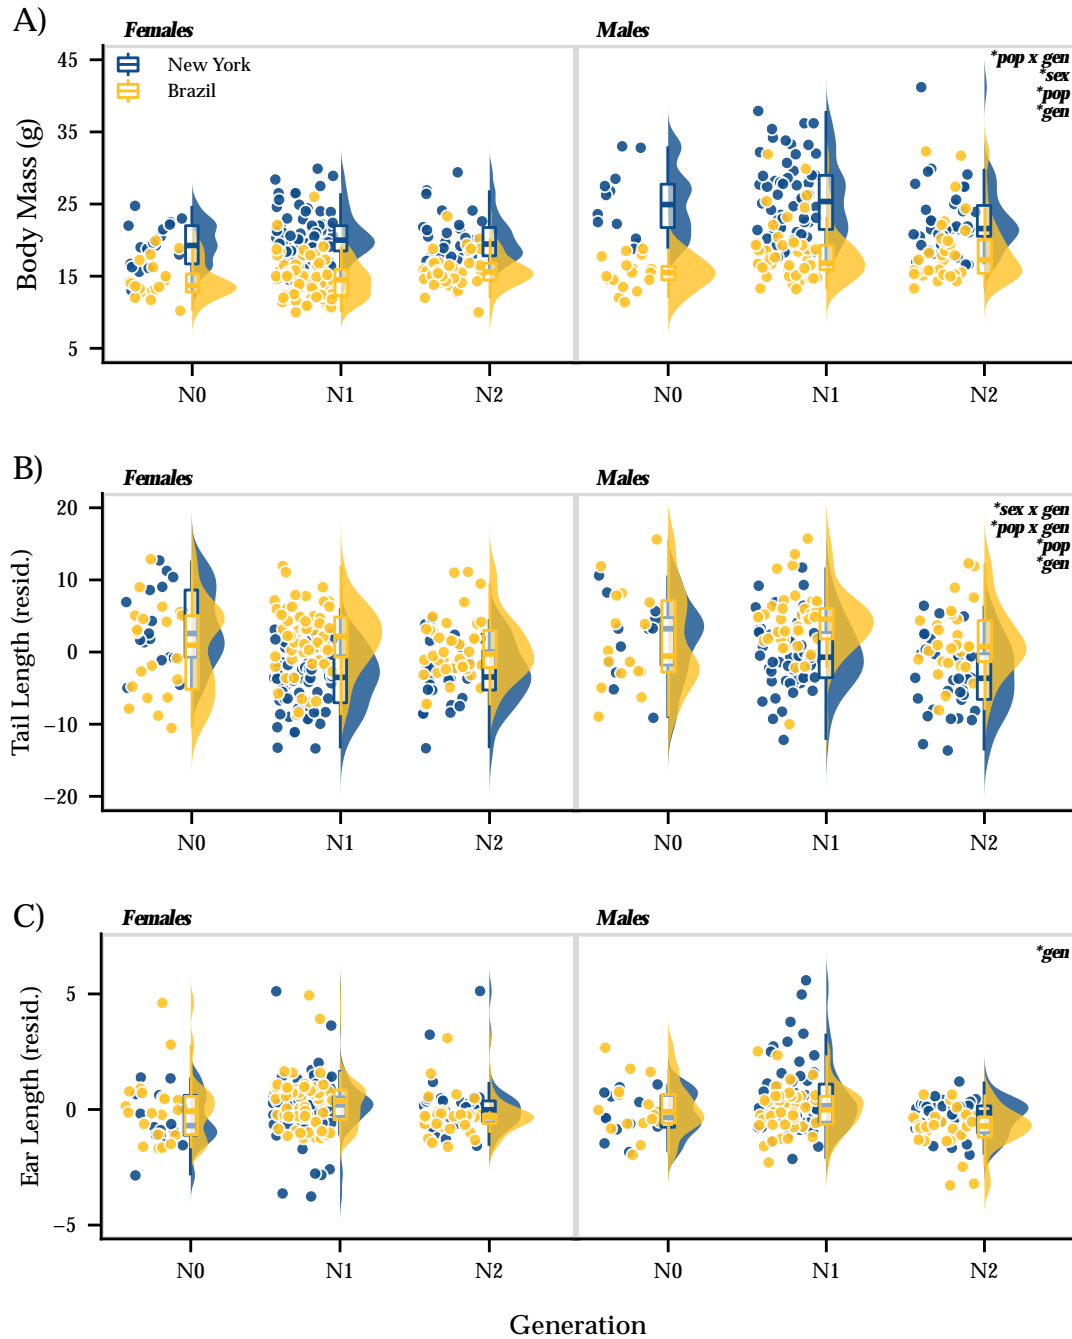 A)
Females
Males
45
35
25
15
5
Body Mass (g)
New York
Brazil
*pop x gen
*sex
*pop
*gen
N0
N1
N2
N0
N1
N2
B)
Females
Males
20
10
0
−10
−20
Tail Length (resid.)
*sex x gen
*pop x gen
*pop
*gen
N0
N1
N2
N0
N1
N2
C)
Females
Males
5
0
−5
Ear Length (resid.)
*gen
N0
N1
N2
N0
N1
N2
Generation